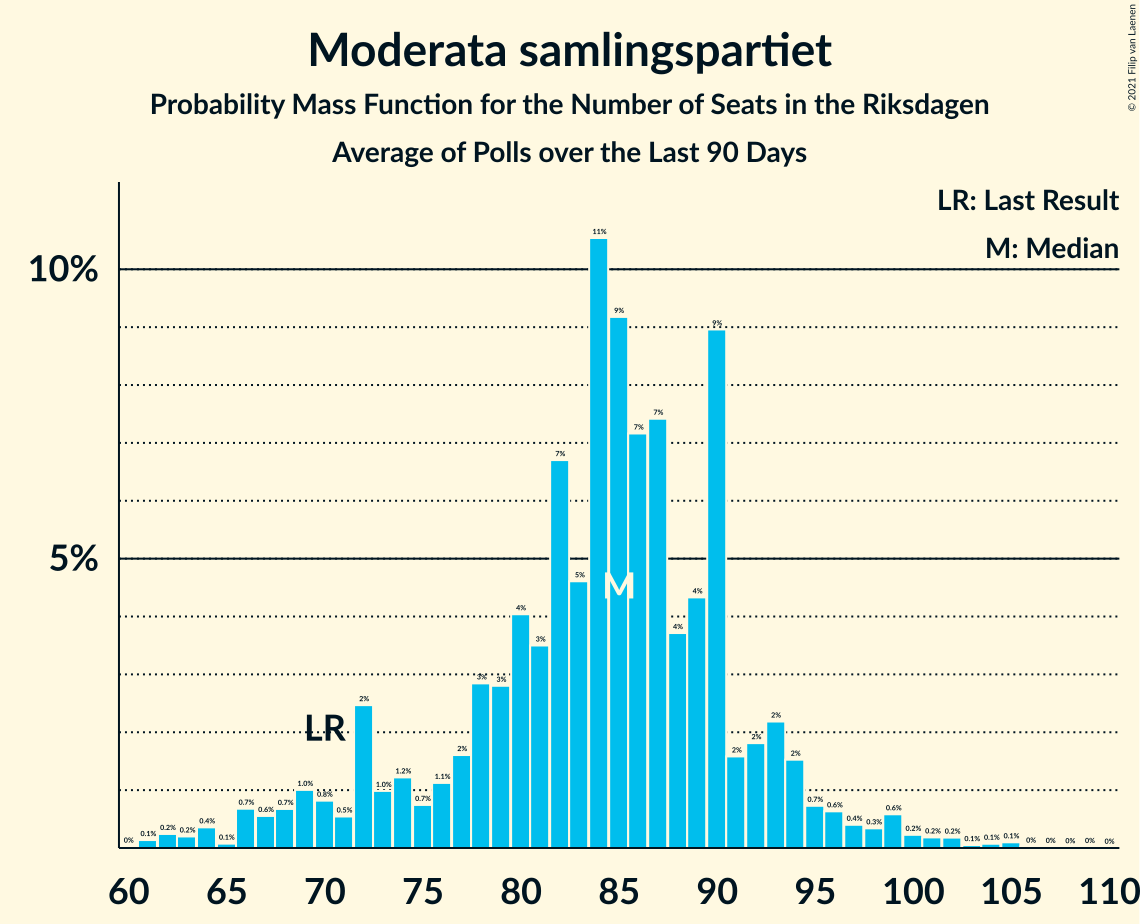 © 2021 Filip van Laenen
Moderata samlingspartiet
Probability Mass Function for the Number of Seats in the Riksdagen
Average of Polls over the Last 90 Days
LR: Last Result
M: Median
10%
5%
LR
M
0% 0.1% 0.2% 0.2% 0.4% 0.1% 0.7% 0.6% 0.7% 1.0% 0.8% 0.5% 2% 1.0% 1.2% 0.7% 1.1% 2% 3% 3% 4% 3% 7% 5% 11% 9% 7% 7% 4% 4% 9% 2% 2% 2% 2% 0.7% 0.6% 0.4% 0.3% 0.6% 0.2% 0.2% 0.2% 0.1% 0.1% 0.1% 0% 0% 0% 0% 0%
60 65 70 75 80 85 90 95 100 105 110